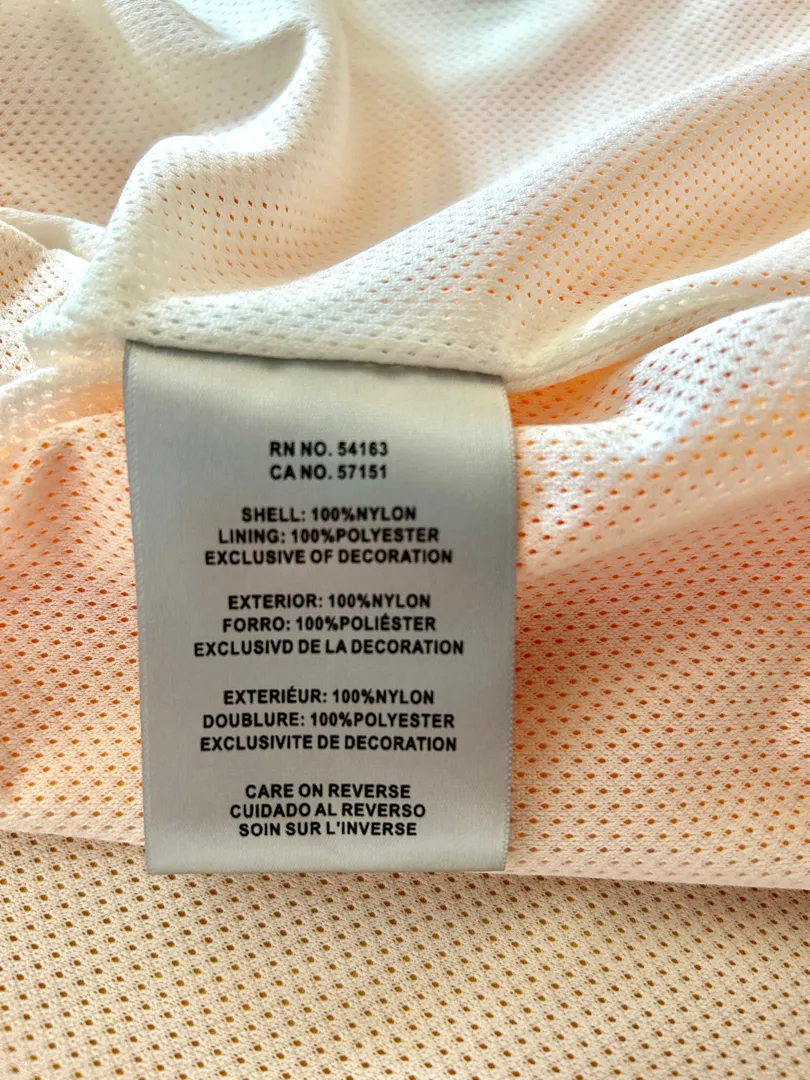 RN NO. 54163
CA NO. 57151
SHELL: 100%NYLON
LINING: 100%POLYESTER
EXCLUSIVE OF DECORATION
EXTERIOR: 100%NYLON
FORRO: 100%POLIÉSTER
EXCLUSIVD DE LA DECORATION
EXTERIÉUR: 100%NYLON
DOUBLURE: 100%POLYESTER
EXCLUSIVITE DE DECORATION
CARE ON REVERSE
CUIDADO AL REVERSO
SOIN SUR L'INVERSE